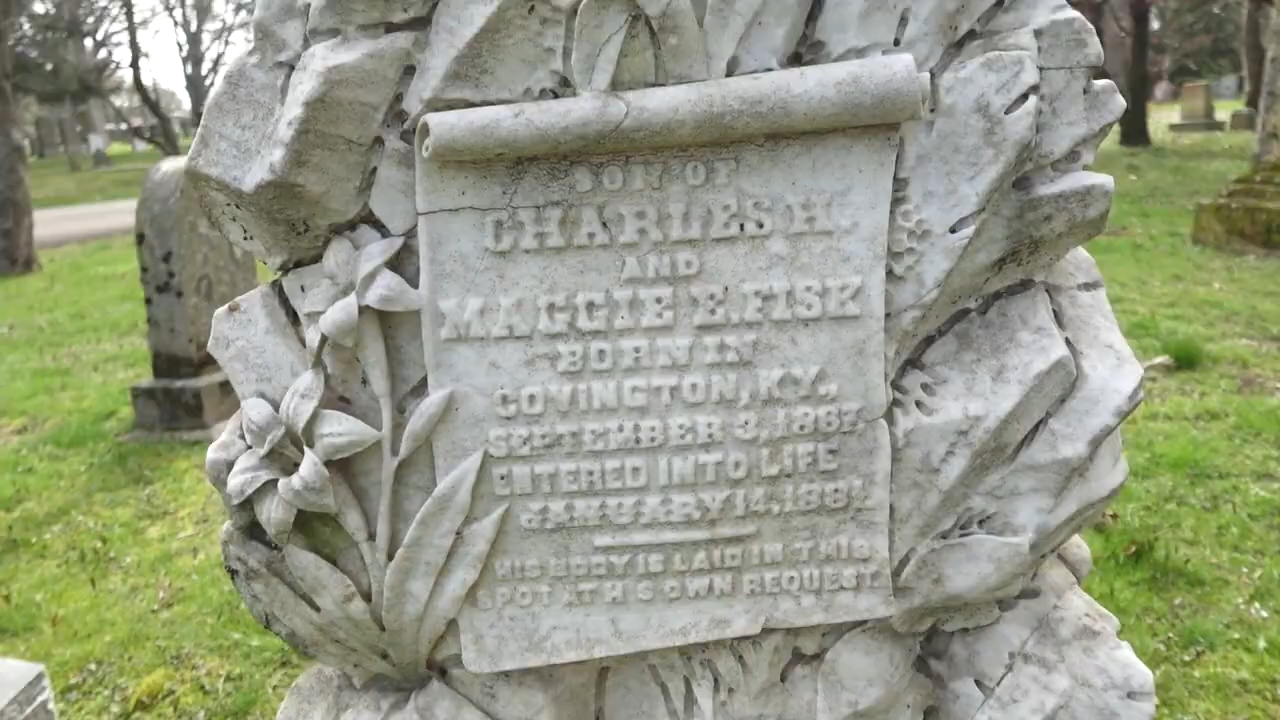 SON OF
CHARLES H.
AND
MAGGIE E. FISK
BORN IN
COVINGTON, KY.,
SEPTEMBER 3,
ENTERED INTO LIFE
JANUARY 14, 1881
HIS BODY IS LAID IN THIS
SPOT AT HIS OWN REQUEST.